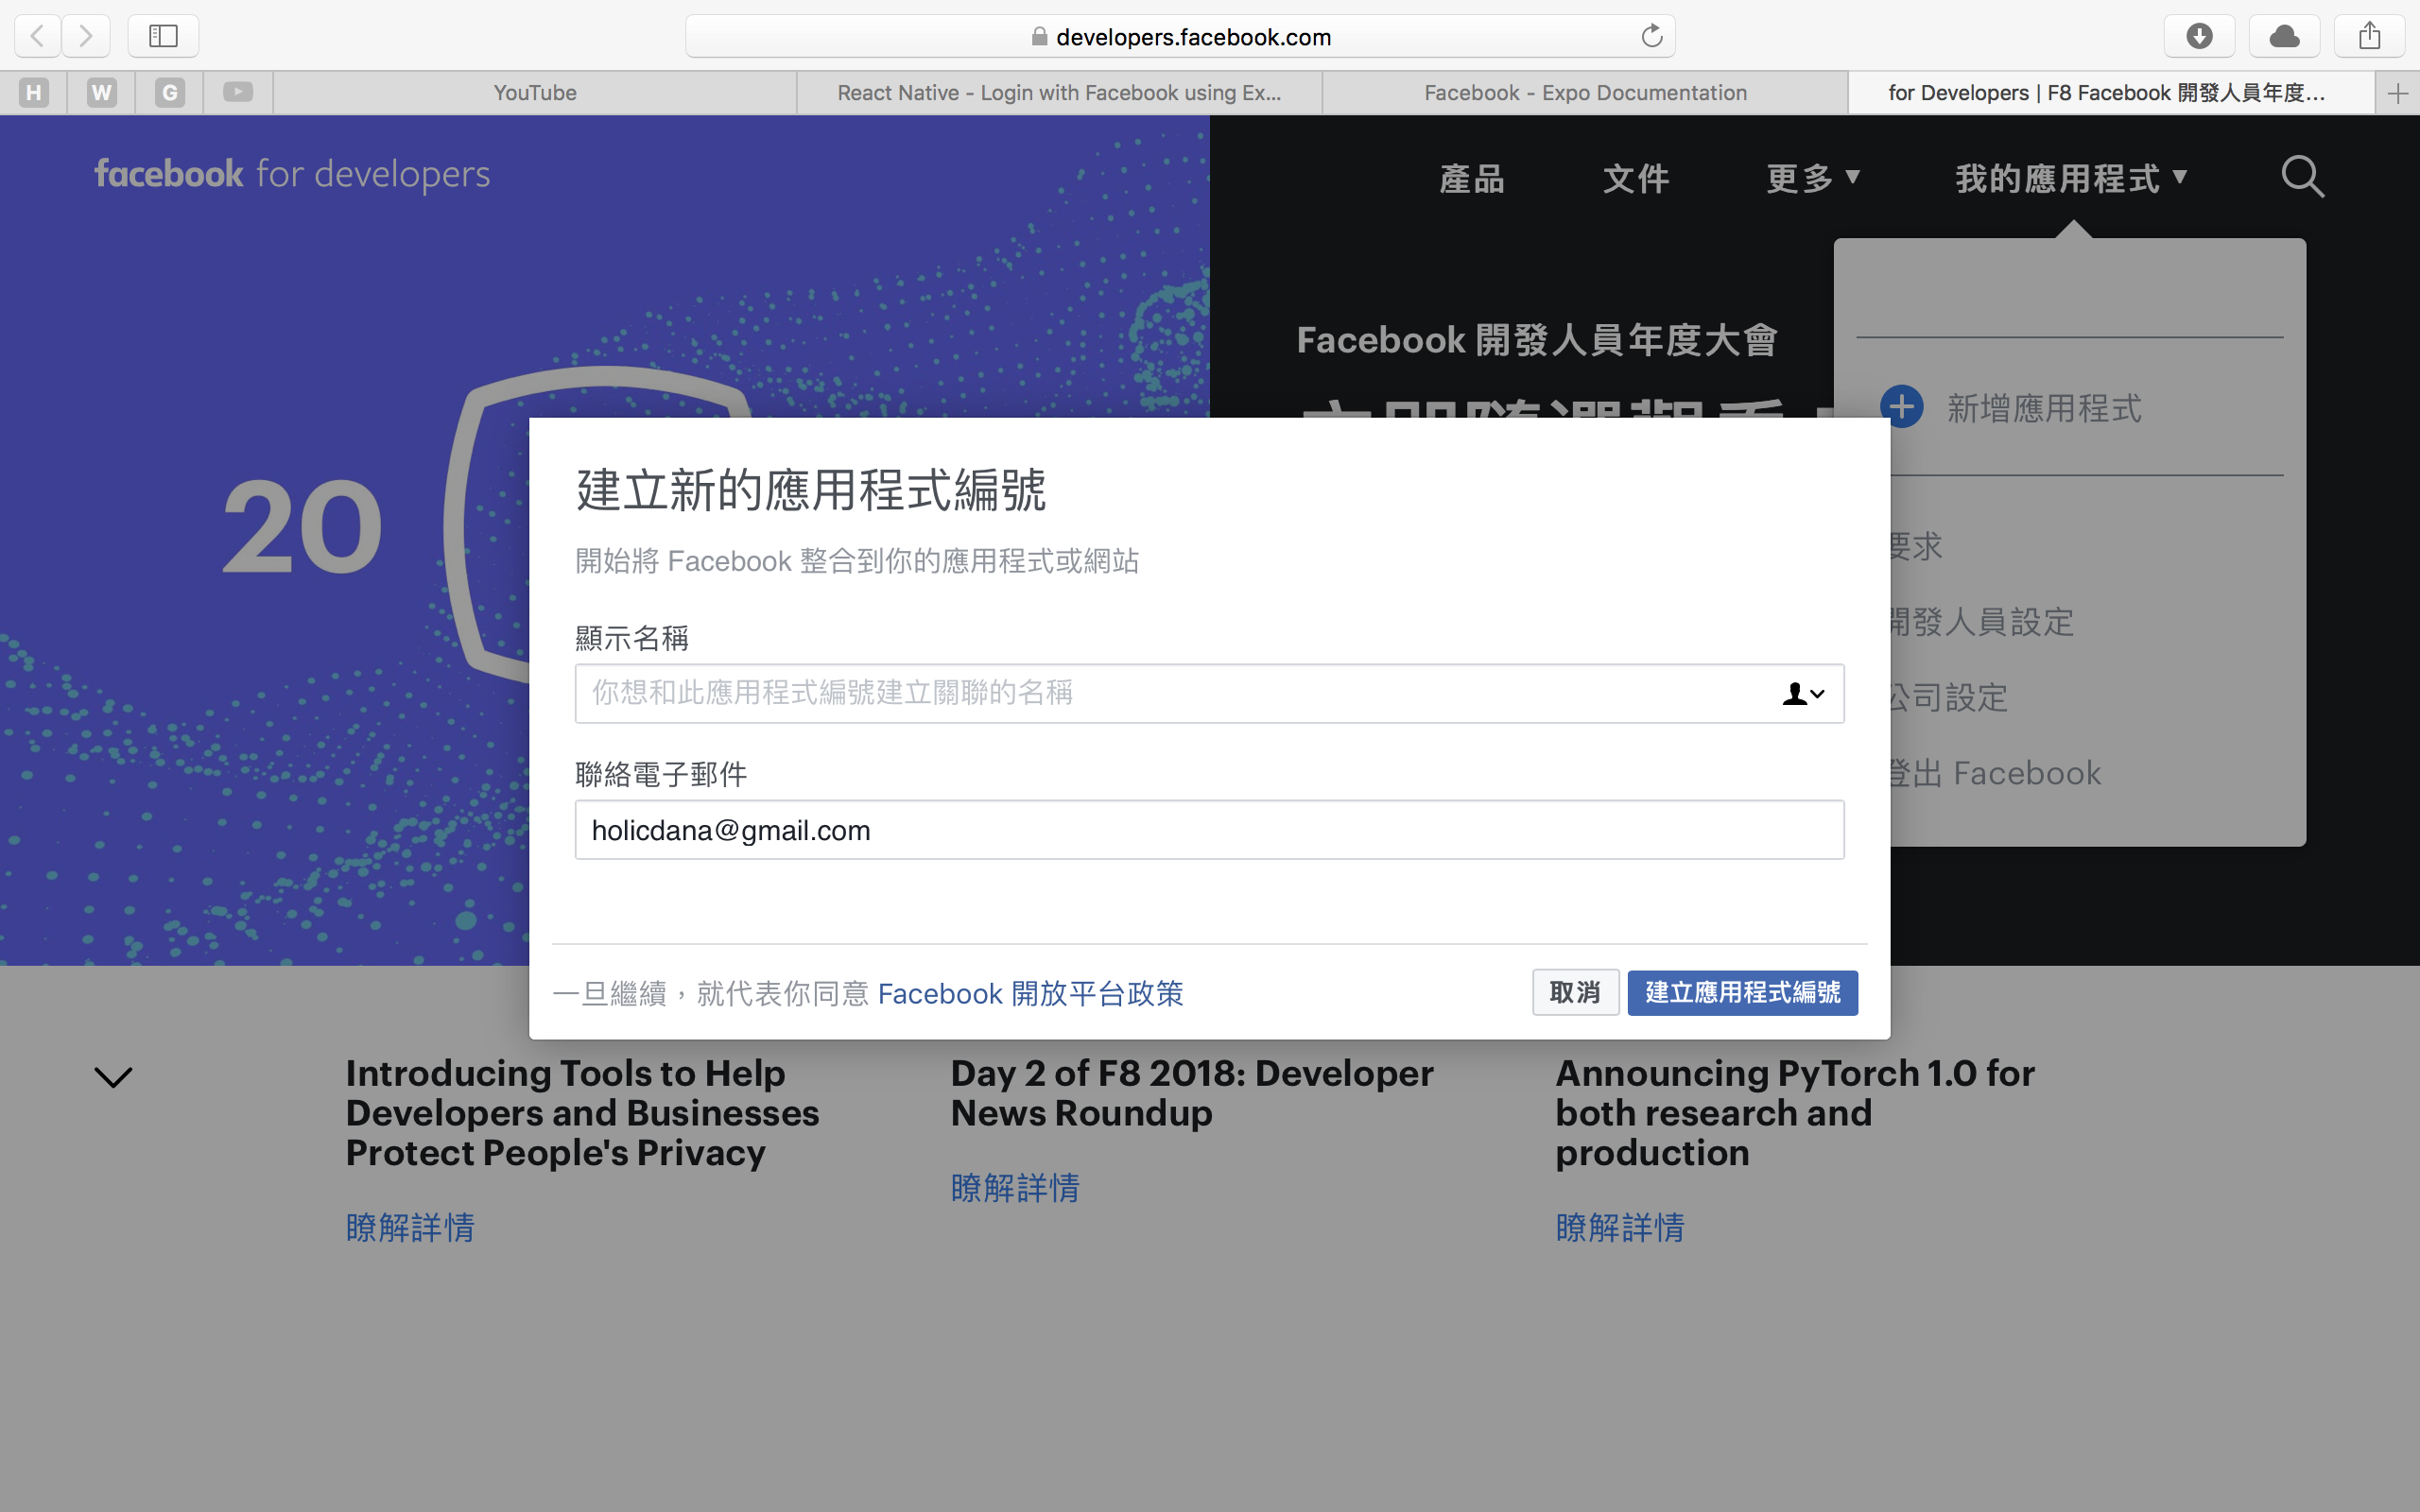 developers.facebook.com
H
W
G
YouTube
React Native - Login with Facebook using Ex...
Facebook - Expo Documentation
for Developers | F8 Facebook 開發人員年度...
facebook for developers
產品
文件
更多
我的應用程式
Facebook 開發人員年度大會
新增應用程式
20
建立新的應用程式編號
開始將 Facebook 整合到你的應用程式或網站
要求
開發人員設定
公司設定
登出 Facebook
顯示名稱
你想和此應用程式編號建立關聯的名稱
聯絡電子郵件
holicdana@gmail.com
一旦繼續，就代表你同意 Facebook 開放平台政策
取消
建立應用程式編號
Introducing Tools to Help
Developers and Businesses
Protect People's Privacy
瞭解詳情
Day 2 of F8 2018: Developer
News Roundup
瞭解詳情
Announcing PyTorch 1.0 for
both research and
production
瞭解詳情